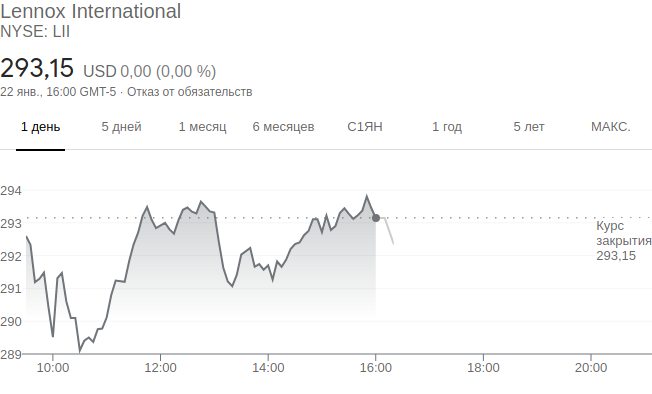 Lennox International
NYSE: LII
293,15 USD 0,00 (0,00 %)
22 янв., 16:00 GMT-5 · Отказ от обязательств
1 день 5 дней 1 месяц 6 месяцев С1ЯН 1 год 5 лет МАКС.
294
293
292
291
290
289
Курс
закрытия
293,15
10:00 12:00 14:00 16:00 18:00 20:00